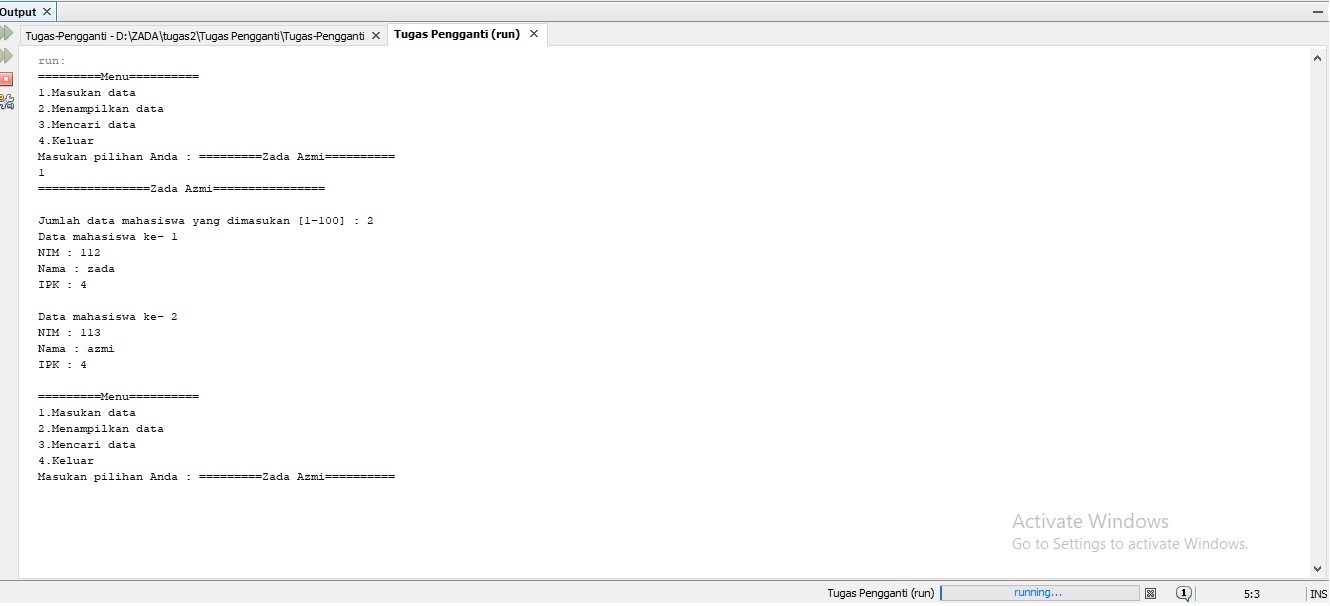 Output
Tugas-Pengganti - D:\ZADA\tugas2\Tugas Pengganti\Tugas-Pengganti
Tugas Pengganti (run)
run:
=========Menu==========
1.Masukan data
2.Menampilkan data
3.Mencari data
4.Keluar
Masukan pilihan Anda : =========Zada Azmi==========
1
================Zada Azmi================
Jumlah data mahasiswa yang dimasukan [1-100] : 2
Data mahasiswa ke- 1
NIM : 112
Nama : zada
IPK : 4
Data mahasiswa ke- 2
NIM : 113
Nama : azmi
IPK : 4
=========Menu==========
1.Masukan data
2.Menampilkan data
3.Mencari data
4.Keluar
Masukan pilihan Anda : =========Zada Azmi==========
Activate Windows
Go to Settings to activate Windows.
Tugas Pengganti (run)
running...
1
5:3
INS